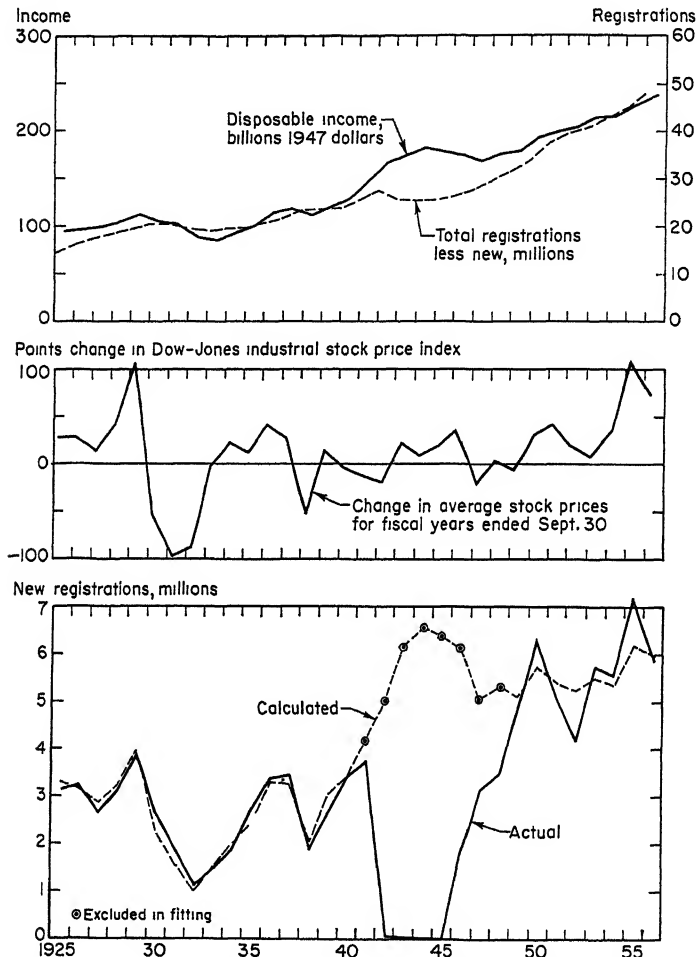 Income
Registrations
300
60
50
200
40
30
100
20
10
0
0
Disposable income,
billions 1947 dollars
Total registrations
less new, millions
Points change in Dow-Jones industrial stock price index
100
0
-100
Change in average stock prices
for fiscal years ended Sept. 30
New registrations, millions
7
6
5
4
3
2
1
0
Calculated
Actual
Excluded in fitting
1925 30 35 40 45 50 55